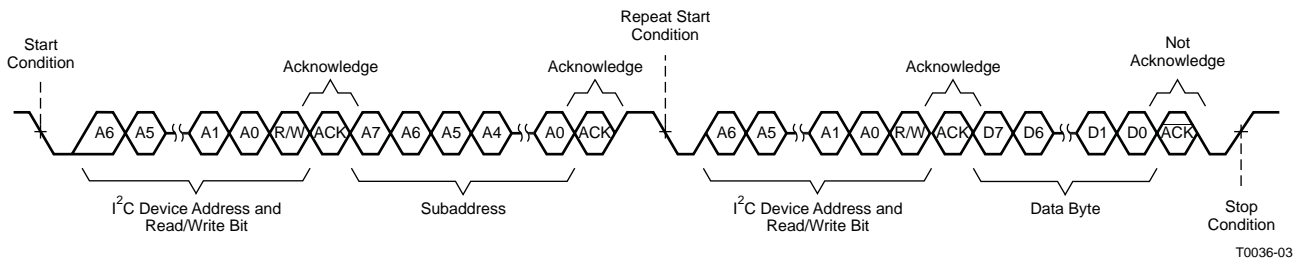 Start
Condition
Repeat Start
Condition
Not
Acknowledge
Acknowledge
Acknowledge
Acknowledge
A6 A5 A1 A0 R/W ACK A7 A6 A5 A4 A0 ACK A6 A5 A1 A0 R/W ACK D7 D6 D1 D0 ACK
I2C Device Address and
Read/Write Bit
Subaddress
I2C Device Address and
Read/Write Bit
Data Byte
Stop
Condition
T0036-03